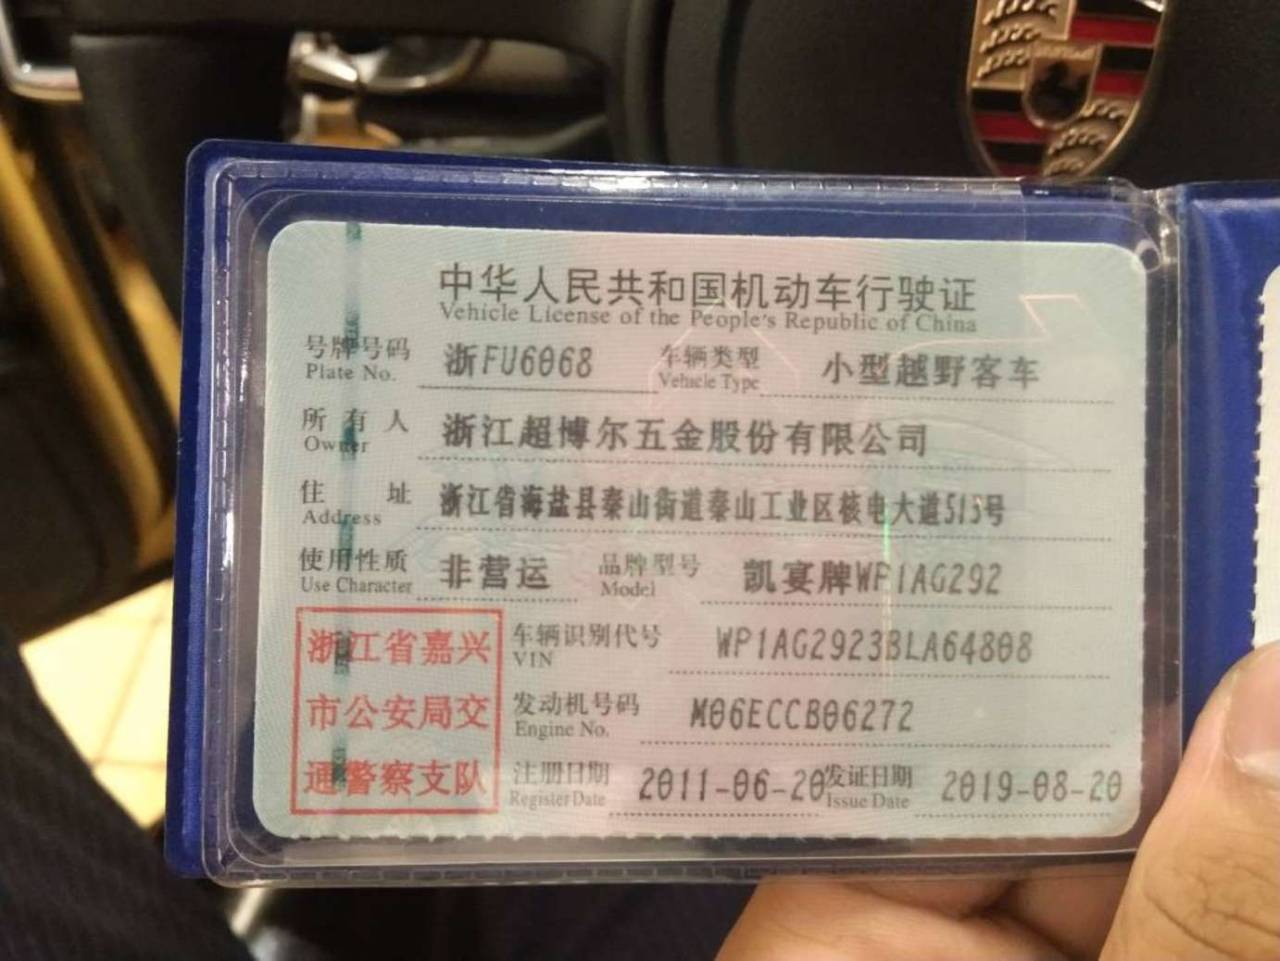 中华人民共和国机动车行驶证
Vehicle License of the People's Republic of China
号牌号码 浙FU6068 车辆类型 小型越野客车
Plate No. Vehicle Type
所有人 浙江超博尔五金股份有限公司
Owner
住址 浙江省海盐县秦山街道秦山工业区核电大道513号
Address
使用性质 非营运 品牌型号 凯宴牌WP1AG292
Use Character Model
浙江省嘉兴
市公安局交
通警察支队
车辆识别代号 WP1AG2923BLA64808
VIN
发动机号码 M06ECCB06272
Engine No.
注册日期 2011-06-20 发证日期 2019-08-20
Register Date Issue Date